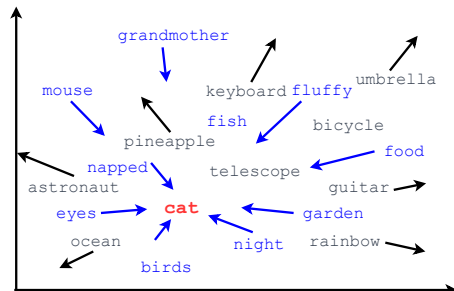 grandmother
umbrella
mouse
keyboard
fluffy
fish
bicycle
pineapple
food
napped
telescope
astronaut
guitar
eyes
cat
garden
ocean
night
rainbow
birds